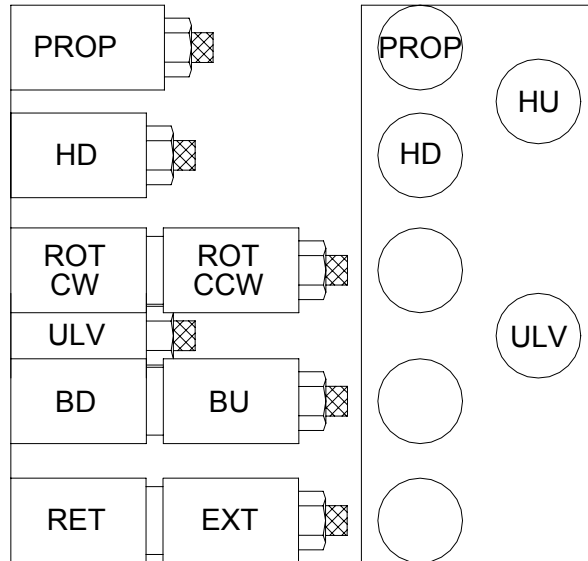 PROP
HD
ROT
CW
ROT
CCW
ULV
BD
BU
RET
EXT
PROP
HU
HD
ULV